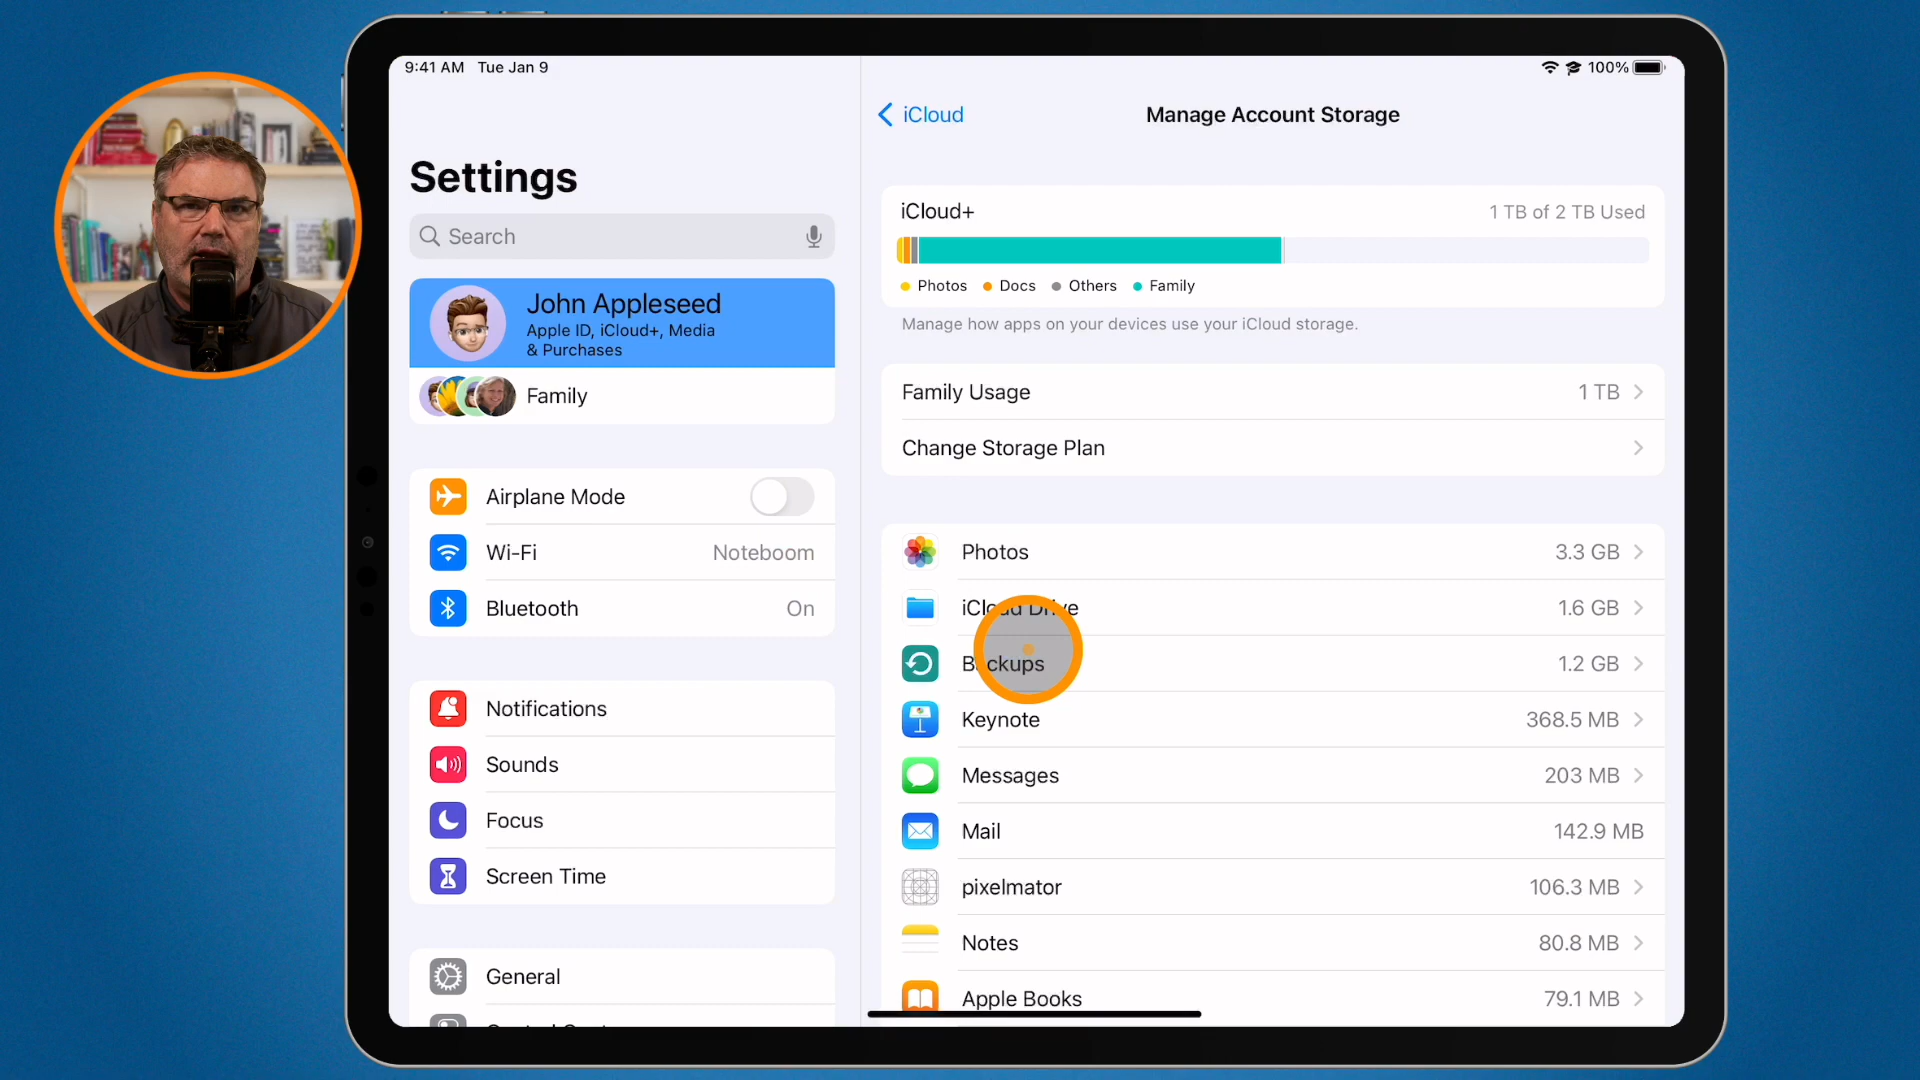 9:41 AM Tue Jan 9
100%
Settings
Search
John Appleseed
Apple ID, iCloud+, Media
& Purchases
Family
Airplane Mode
Wi-Fi Noteboom
Bluetooth On
Notifications
Sounds
Focus
Screen Time
General
iCloud
Manage Account Storage
iCloud+ 1 TB of 2 TB Used
Photos Docs Others Family
Manage how apps on your devices use your iCloud storage.
Family Usage 1 TB
Change Storage Plan
Photos 3.3 GB
iCloud Drive 1.6 GB
Backups 1.2 GB
Keynote 368.5 MB
Messages 203 MB
Mail 142.9 MB
pixelmator 106.3 MB
Notes 80.8 MB
Apple Books 79.1 MB